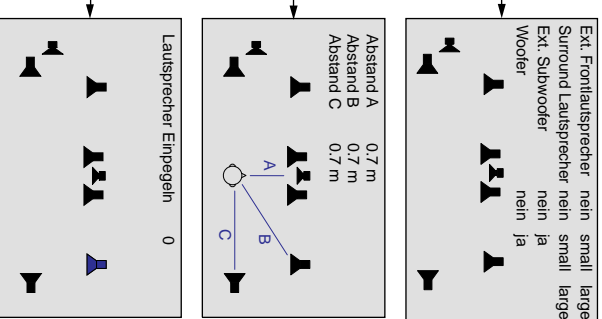 Ext. Frontlautsprecher nein small large
Surround Lautsprecher nein small large
Ext. Subwoofer nein ja
Woofer nein ja
Abstand A 0.7 m
Abstand B 0.7 m
Abstand C 0.7 m
A
B
C
Lautsprecher Einpegeln 0